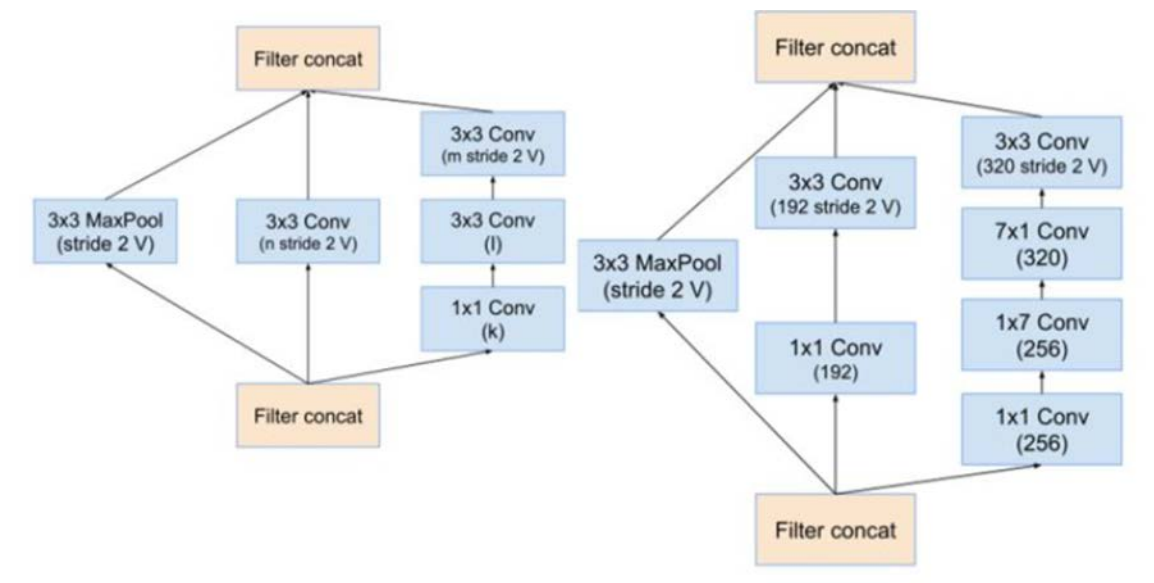 Filter concat
3x3 MaxPool
(stride 2 V)
3x3 Conv
(n stride 2 V)
3x3 Conv
(m stride 2 V)
3x3 Conv
(l)
1x1 Conv
(k)
Filter concat
Filter concat
3x3 MaxPool
(stride 2 V)
3x3 Conv
(192 stride 2 V)
1x1 Conv
(192)
3x3 Conv
(320 stride 2 V)
7x1 Conv
(320)
1x7 Conv
(256)
1x1 Conv
(256)
Filter concat